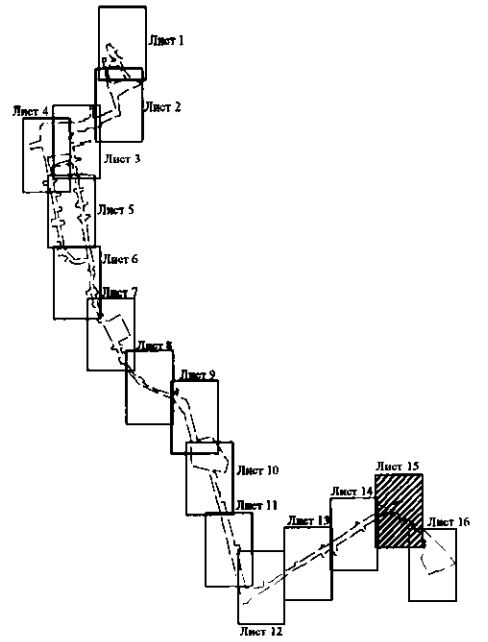 Лист 1
Лист 2
Лист 4
Лист 3
Лист 5
Лист 6
Лист 7
Лист 8
Лист 9
Лист 10
Лист 11
Лист 12
Лист 13
Лист 14
Лист 15
Лист 16